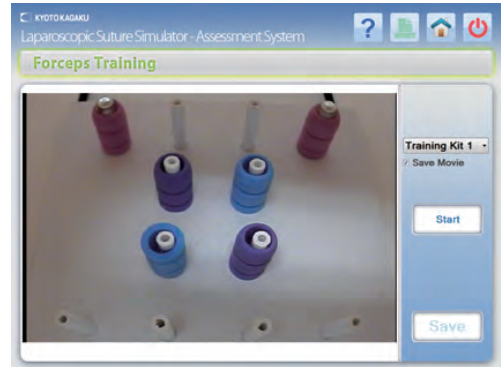 KYOTO KAGAKU
Laparoscopic Suture Simulator - Assessment System
?
Forceps Training
Training Kit 1
Save Movie
Start
Save